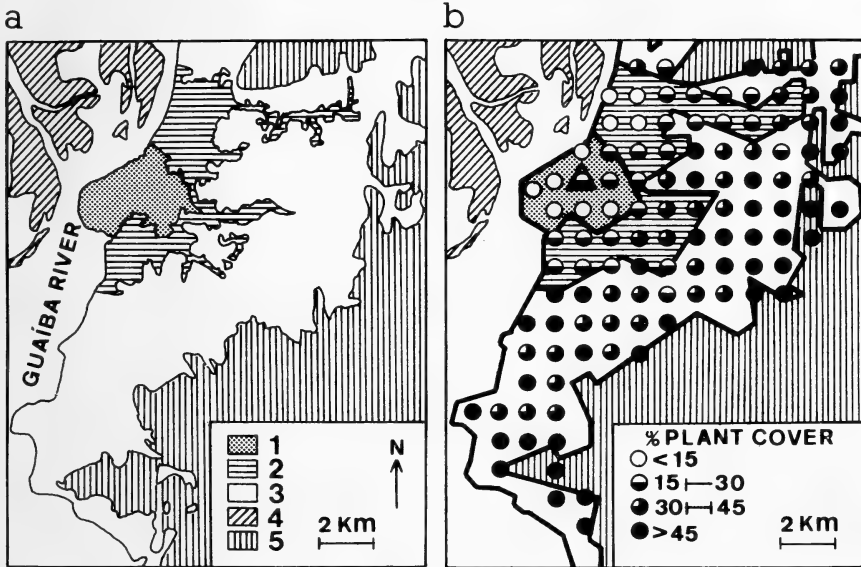 a
GUAÍBA RIVER
1
2
3
4
5
N
2 Km
b
% PLANT COVER
<15
15 ⊢ 30
30 ⊢⊣ 45
>45
2 Km